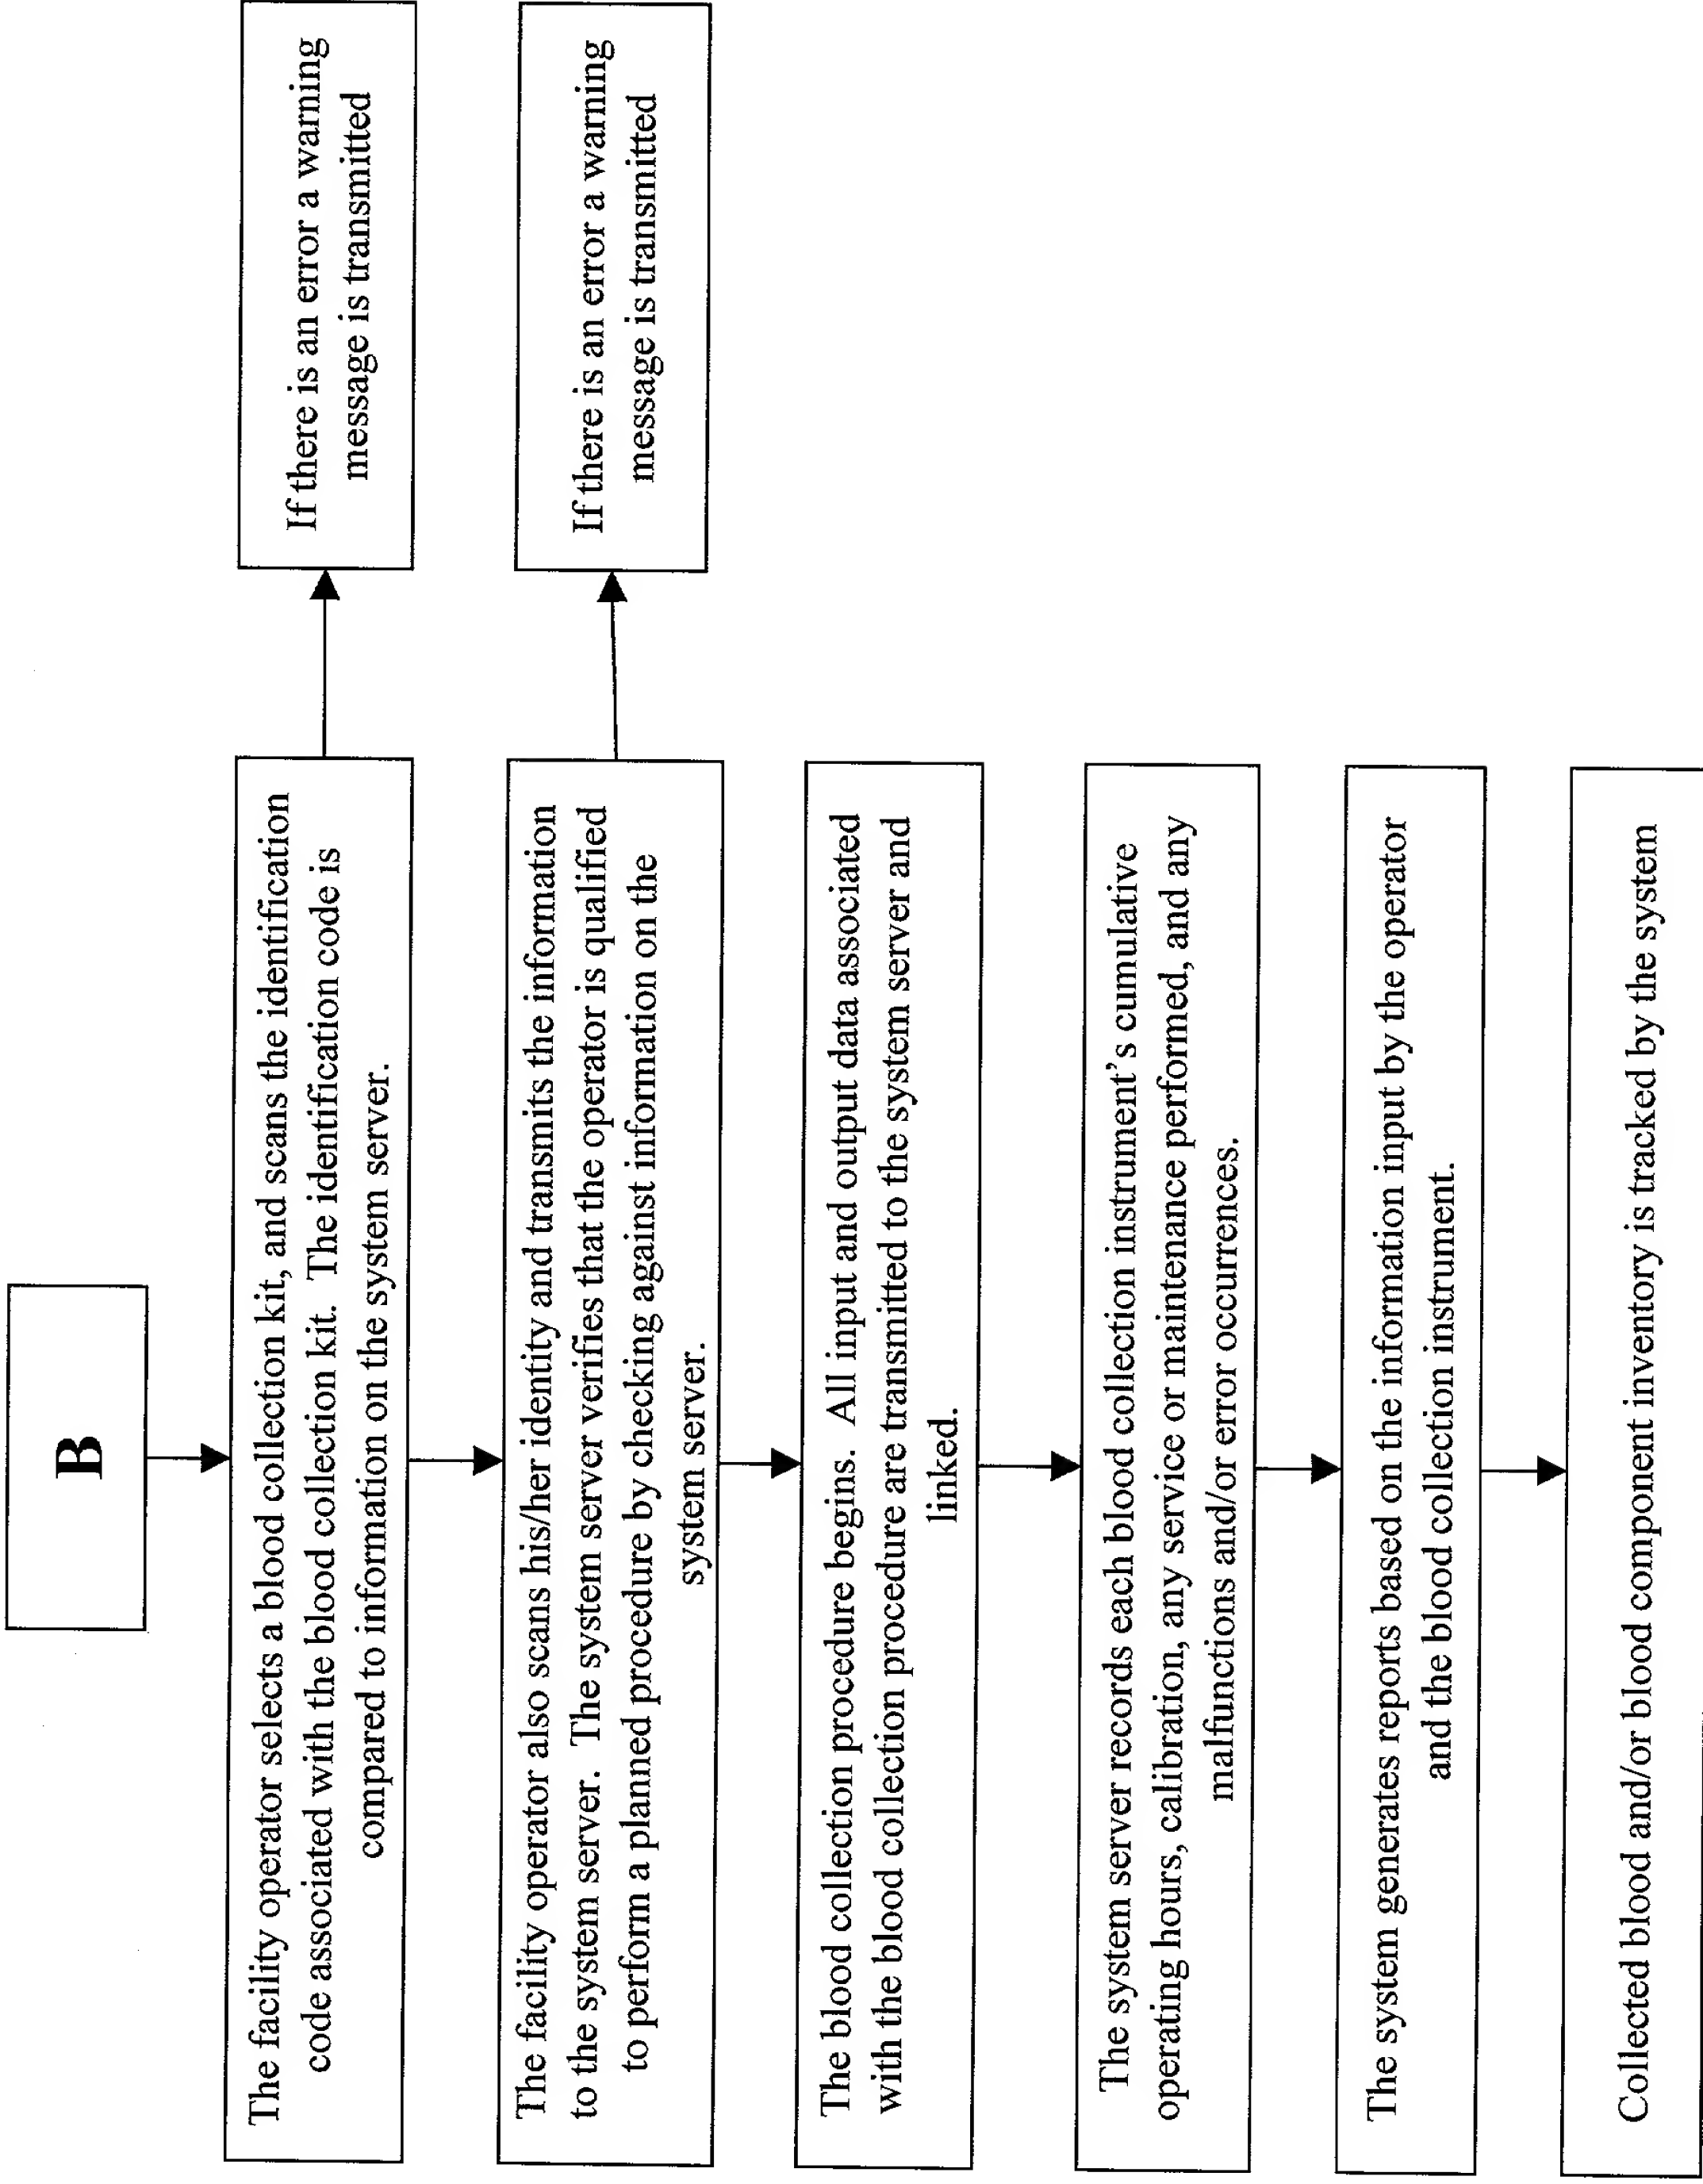 B
The facility operator selects a blood collection kit, and scans the identification
code associated with the blood collection kit.  The identification code is
compared to information on the system server.
If there is an error a warning
message is transmitted
The facility operator also scans his/her identity and transmits the information
to the system server.  The system server verifies that the operator is qualified
to perform a planned procedure by checking against information on the
system server.
If there is an error a warning
message is transmitted
The blood collection procedure begins.  All input and output data associated
with the blood collection procedure are transmitted to the system server and
linked.
The system server records each blood collection instrument's cumulative
operating hours, calibration, any service or maintenance performed, and any
malfunctions and/or error occurrences.
The system generates reports based on the information input by the operator
and the blood collection instrument.
Collected blood and/or blood component inventory is tracked by the system